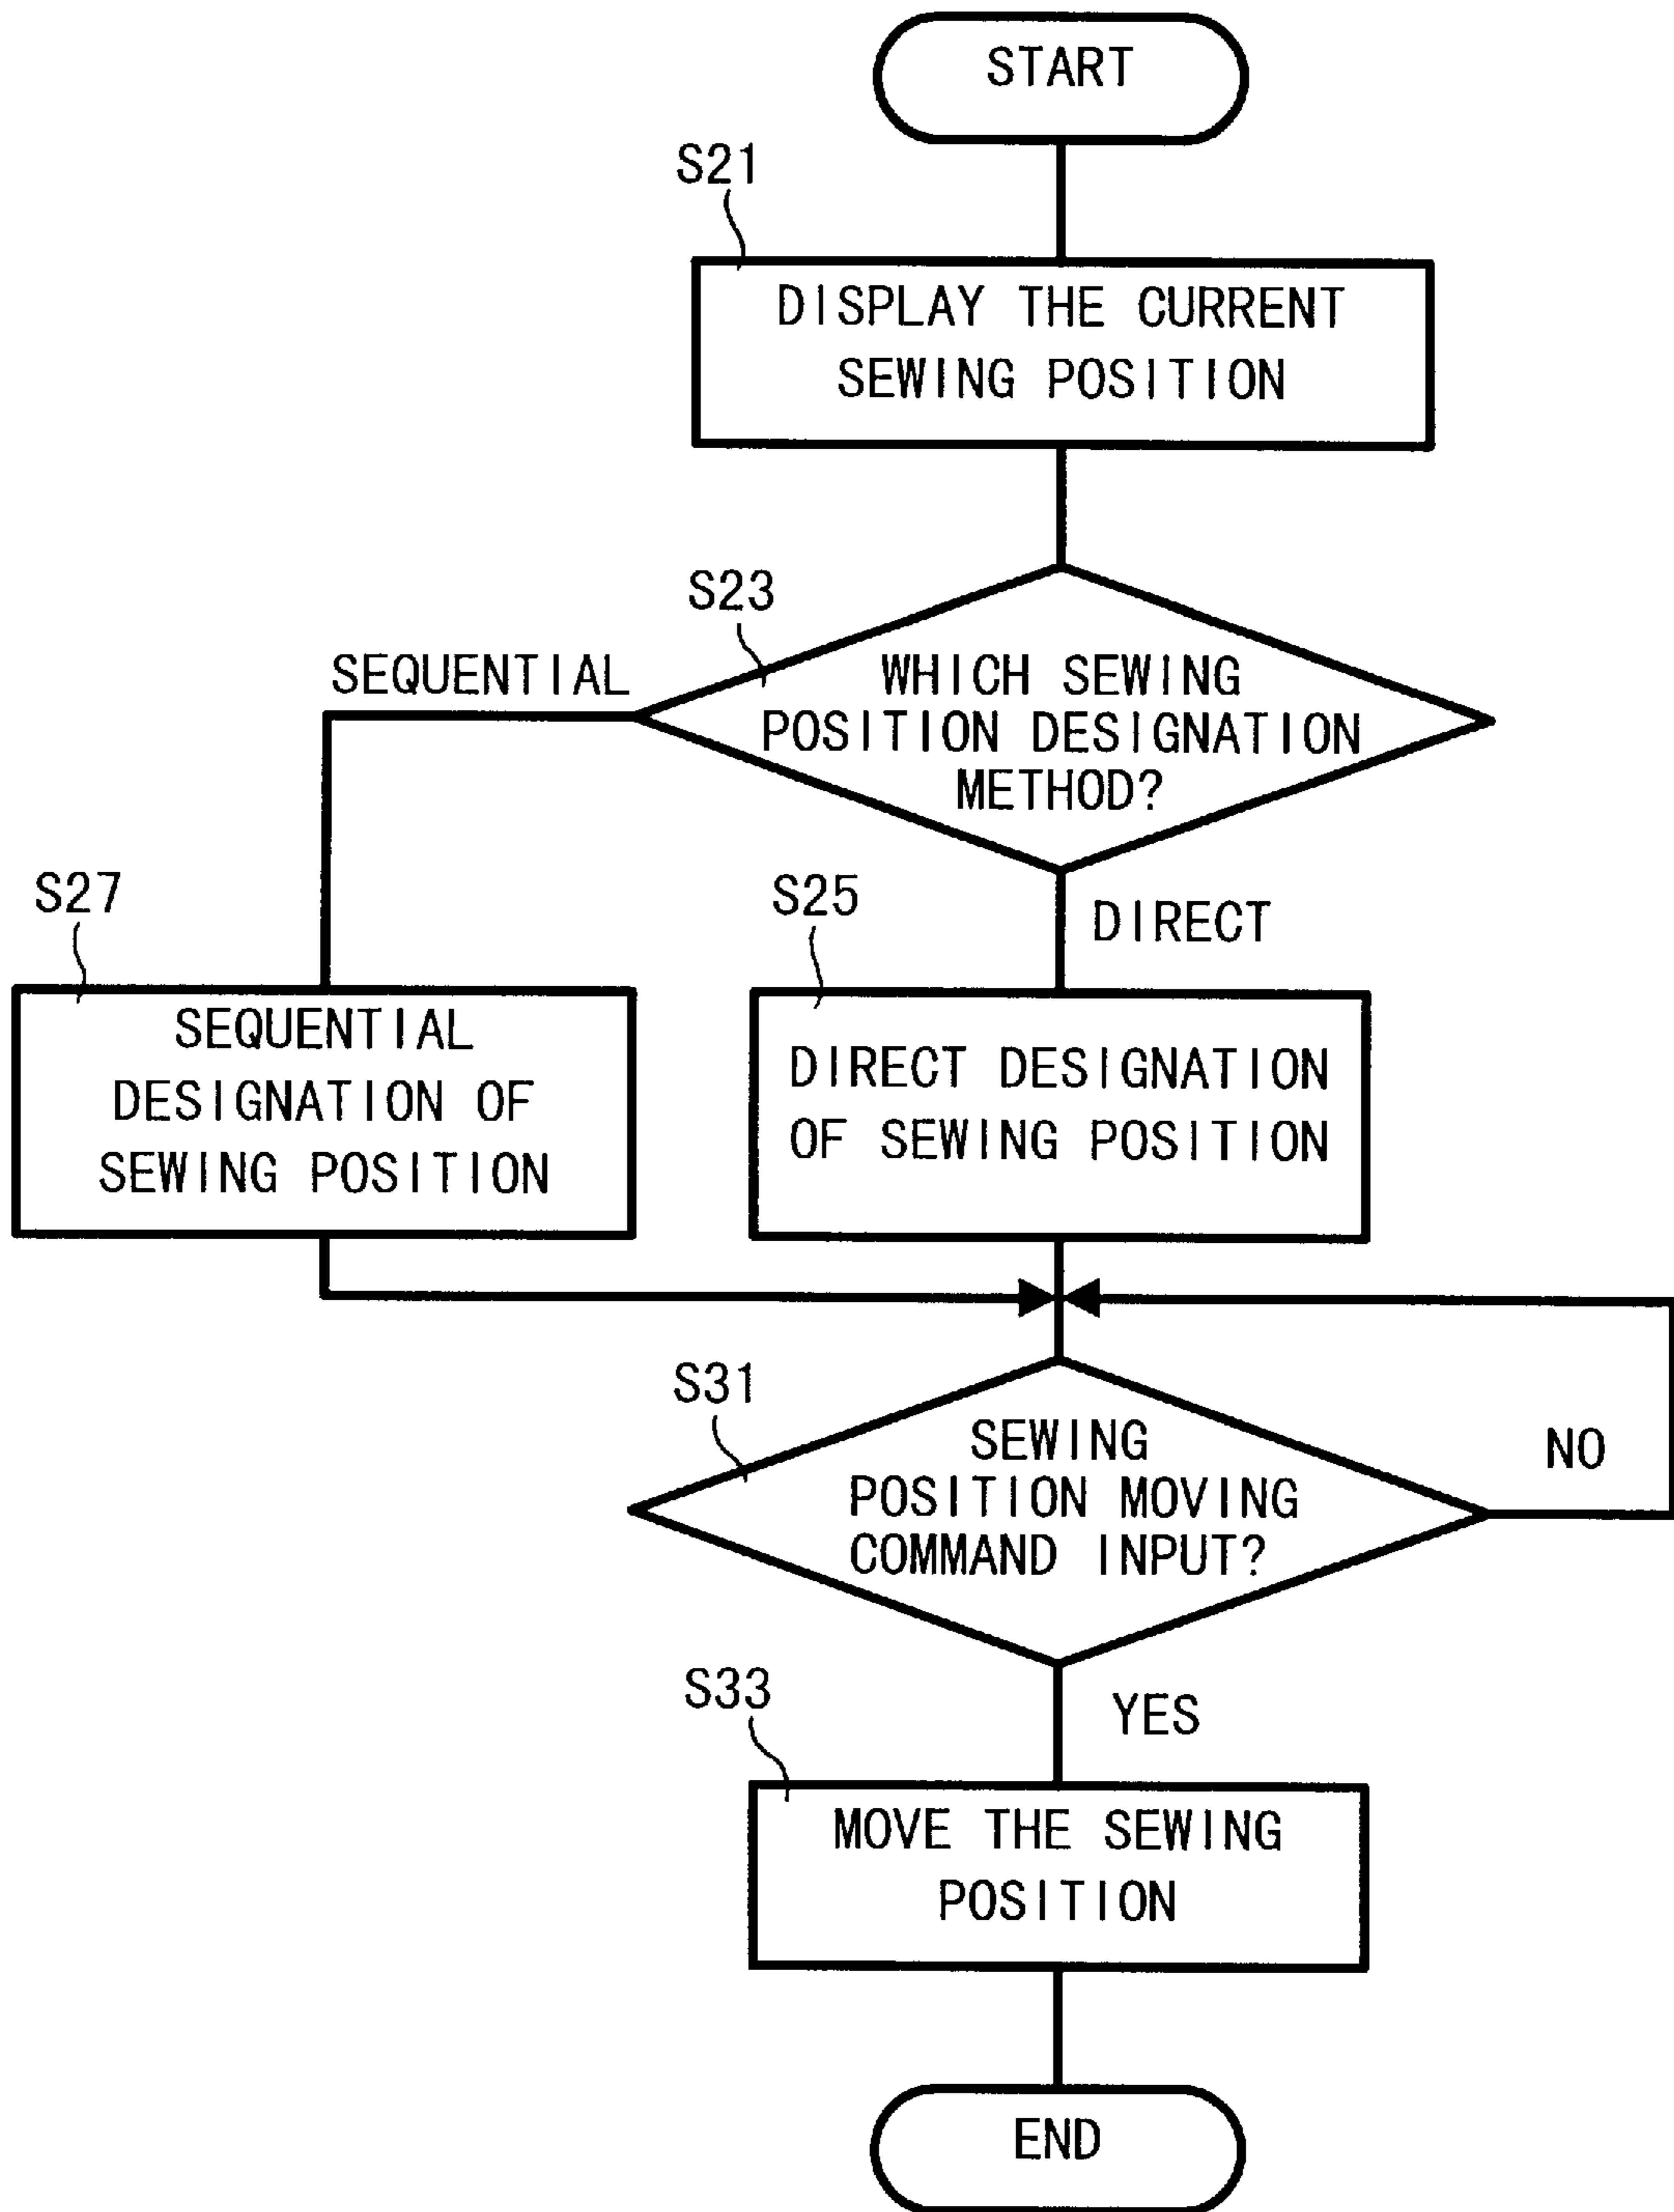 START
S21
DISPLAY THE CURRENT
SEWING POSITION
S23
SEQUENTIAL
WHICH SEWING
POSITION DESIGNATION
METHOD?
S27
S25
DIRECT
SEQUENTIAL
DESIGNATION OF
SEWING POSITION
DIRECT DESIGNATION
OF SEWING POSITION
S31
SEWING
POSITION MOVING
COMMAND INPUT?
NO
S33
YES
MOVE THE SEWING
POSITION
END